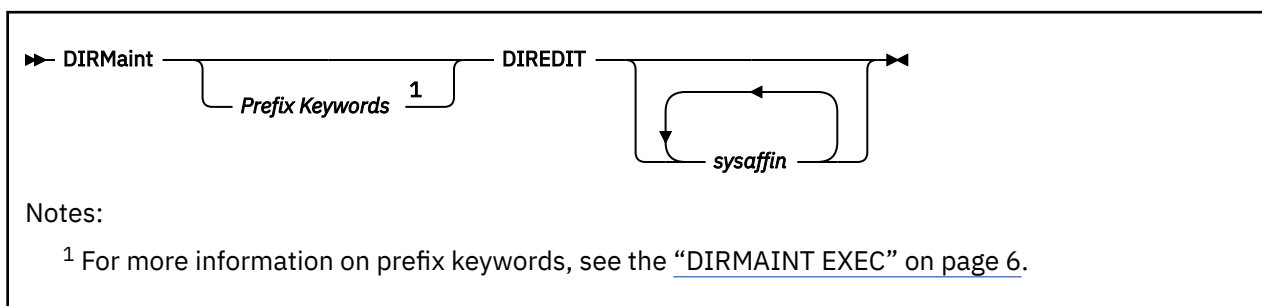 DIRMaint Prefix Keywords 1 DIREDIT sysaffin
Notes:
1 For more information on prefix keywords, see the “DIRMAINT EXEC” on page 6.